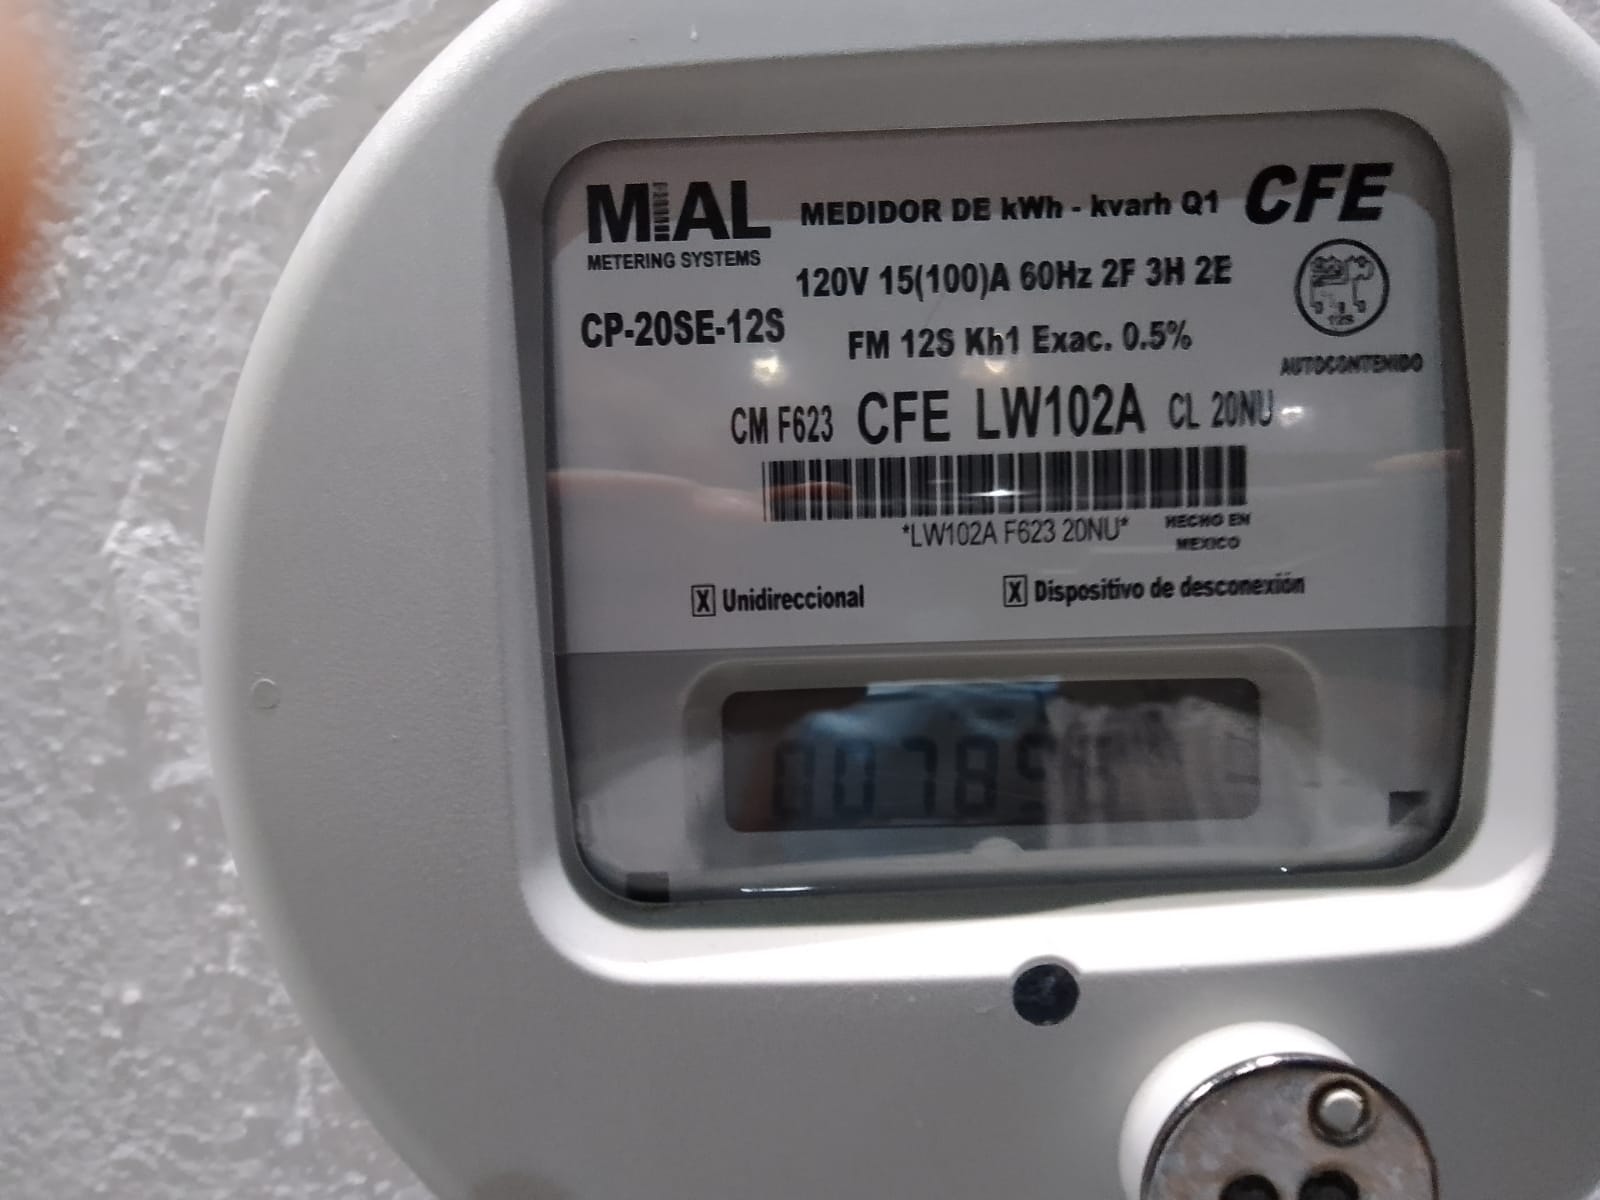 MIAL MEDIDOR DE kWh - kvarh Q1 CFE
METERING SYSTEMS
120V 15(100)A 60Hz 2F 3H 2E
CP-20SE-12S
FM 12S Kh1 Exac. 0.5%
12S
AUTOCONTENIDO
CM F623 CFE LW102A CL 20NU
*LW102A F623 20NU*
HECHO EN
MEXICO
X Unidireccional
X Dispositivo de desconexión